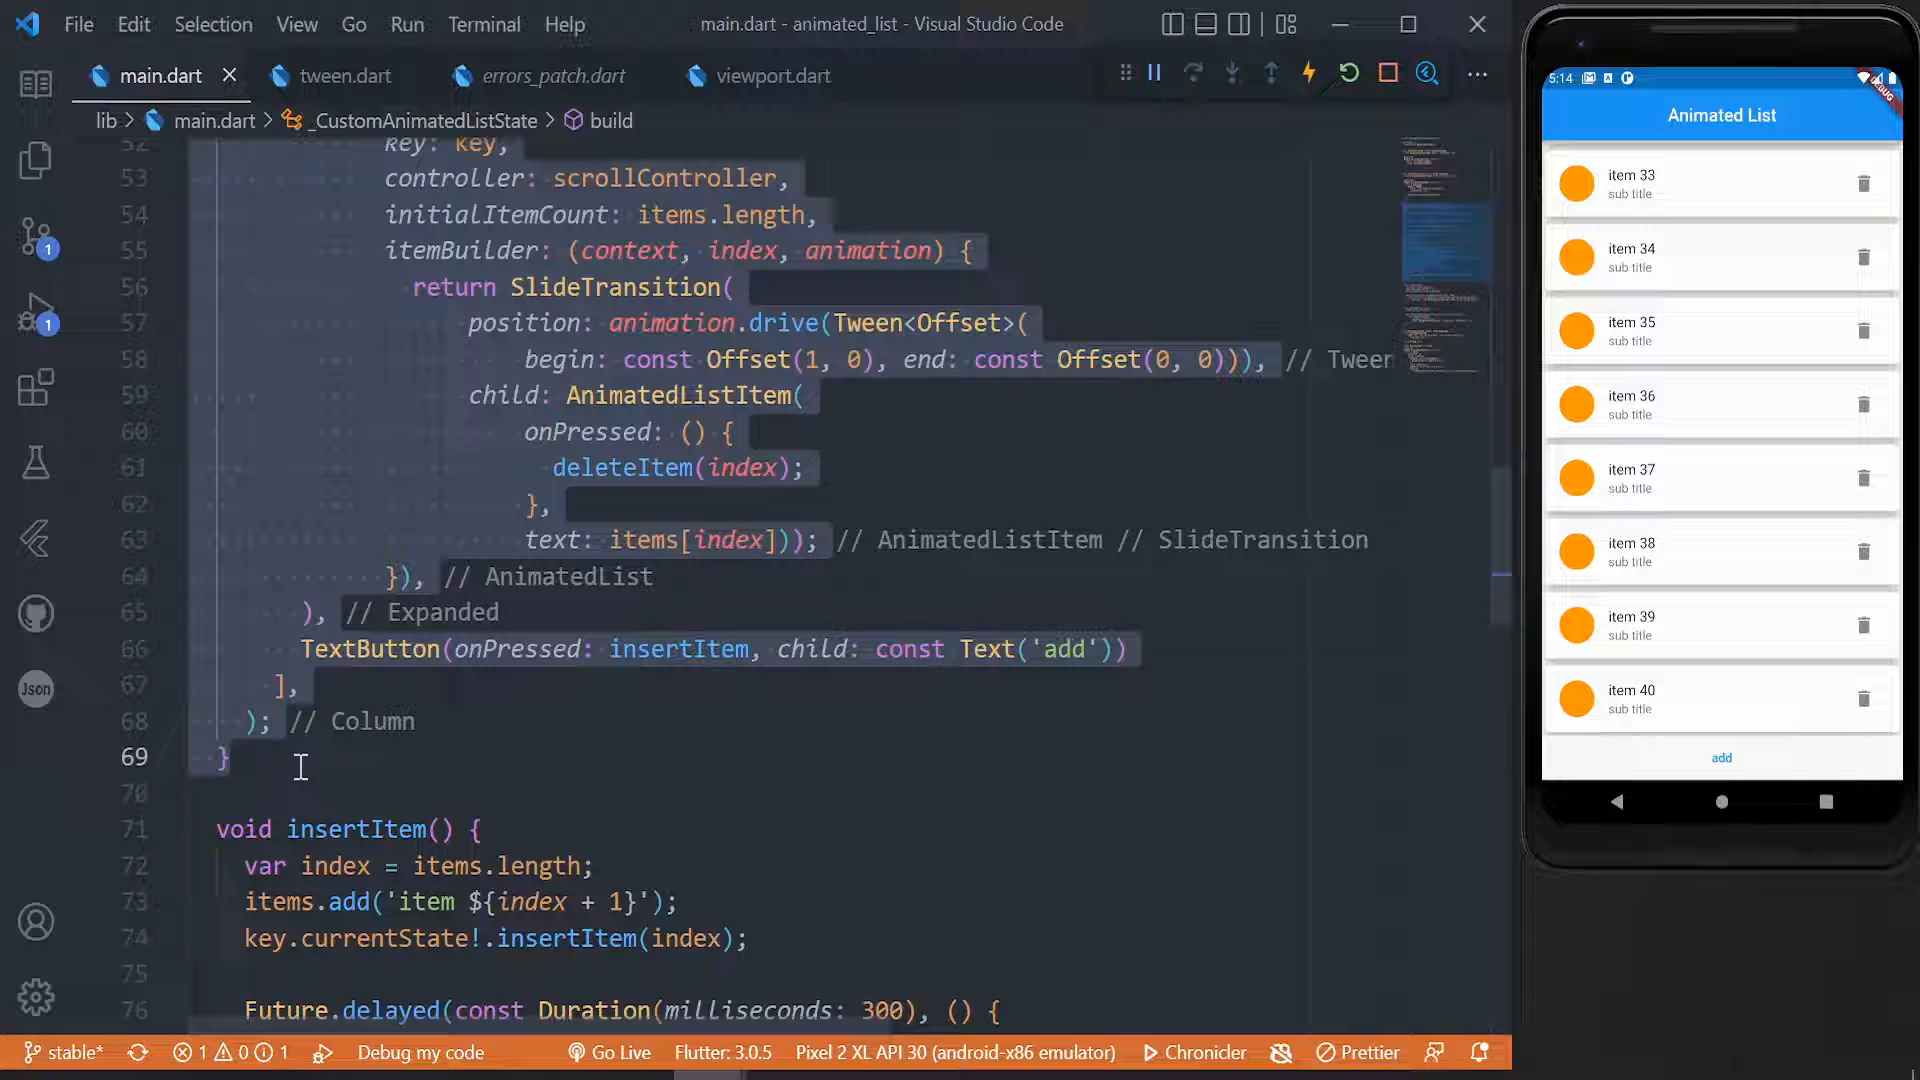 File Edit Selection View Go Run Terminal Help
main.dart - animated_list - Visual Studio Code
main.dart
tween.dart
errors_patch.dart
viewport.dart
lib > main.dart > _CustomAnimatedListState > build
52 key: key,
53 controller: scrollController,
54 initialItemCount: items.length,
55 itemBuilder: (context, index, animation) {
56 return SlideTransition(
57 position: animation.drive(Tween<Offset>(
58 begin: const Offset(1, 0), end: const Offset(0, 0))), // Tween
59 child: AnimatedListItem(
60 onPressed: () {
61 deleteItem(index);
62 },
63 text: items[index])); // AnimatedListItem // SlideTransition
64 }), // AnimatedList
65 ), // Expanded
66 TextButton(onPressed: insertItem, child: const Text('add'))
67 ],
68 ); // Column
69 }
70
71 void insertItem() {
72 var index = items.length;
73 items.add('item ${index + 1}');
74 key.currentState!.insertItem(index);
75
76 Future.delayed(const Duration(milliseconds: 300), () {
1
1
Json
stable* 1 0 1 Debug my code Go Live Flutter: 3.0.5 Pixel 2 XL API 30 (android-x86 emulator) Chronicler Prettier
5:14
DEBUG
Animated List
item 33
sub title
item 34
sub title
item 35
sub title
item 36
sub title
item 37
sub title
item 38
sub title
item 39
sub title
item 40
sub title
add